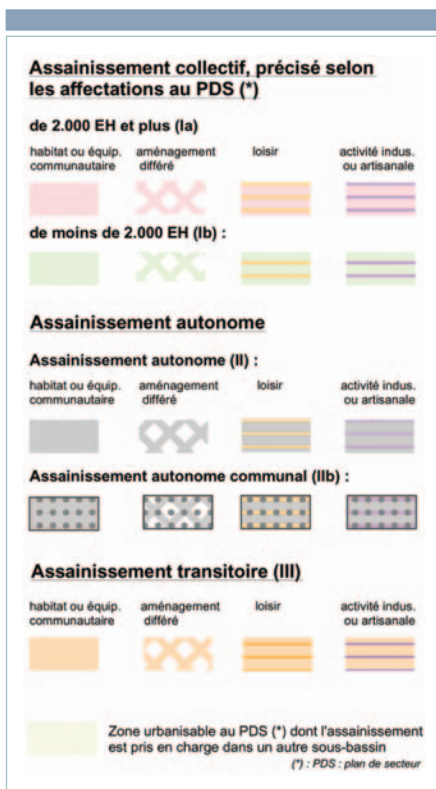 Assainissement collectif, précisé selon
les affectations au PDS (*)
de 2.000 EH et plus (Ia)
habitat ou équip. aménagement loisir activité indus.
communautaire différé ou artisanale
de moins de 2.000 EH (Ib) :
Assainissement autonome
Assainissement autonome (II) :
habitat ou équip. aménagement loisir activité indus.
communautaire différé ou artisanale
Assainissement autonome communal (IIb) :
Assainissement transitoire (III)
habitat ou équip. aménagement loisir activité indus.
communautaire différé ou artisanale
Zone urbanisable au PDS (*) dont l'assainissement
est pris en charge dans un autre sous-bassin
(*) : PDS : plan de secteur